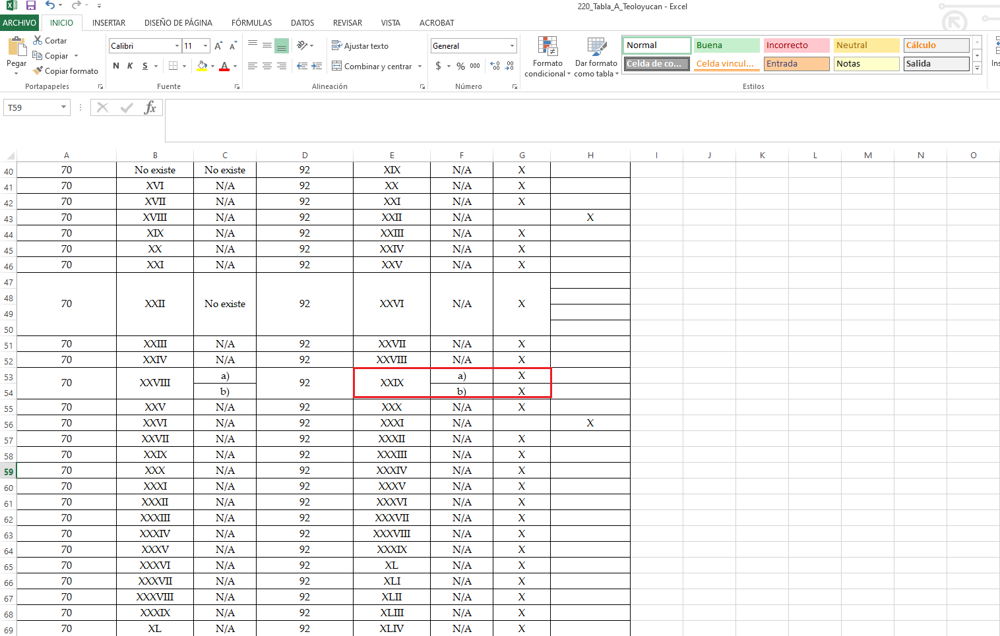 220_Tabla_A_Teoloyucan - Excel
ARCHIVO INICIO INSERTAR DISEÑO DE PÁGINA FÓRMULAS DATOS REVISAR VISTA ACROBAT
Pegar
Cortar
Copiar
Copiar formato
Portapapeles
Calibri 11
N K S
Fuente
Ajustar texto
Combinar y centrar
Alineación
General
$ % 000
Número
Formato condicional
Dar formato como tabla
Normal Buena Incorrecto Neutral Cálculo
Celda de co... Celda vincul... Entrada Notas Salida
Estilos
Ins
T59
fx
A B C D E F G H I J K L M N O
40 70 No existe No existe 92 XIX N/A X
41 70 XVI N/A 92 XX N/A X
42 70 XVII N/A 92 XXI N/A X
43 70 XVIII N/A 92 XXII N/A X
44 70 XIX N/A 92 XXIII N/A X
45 70 XX N/A 92 XXIV N/A X
46 70 XXI N/A 92 XXV N/A X
47
48 70 XXII No existe 92 XXVI N/A X
49
50
51 70 XXIII N/A 92 XXVII N/A X
52 70 XXIV N/A 92 XXVIII N/A X
53 70 XXVIII a) 92 XXIX a) X
54 b) b) X
55 70 XXV N/A 92 XXX N/A X
56 70 XXVI N/A 92 XXXI N/A X
57 70 XXVII N/A 92 XXXII N/A X
58 70 XXIX N/A 92 XXXIII N/A X
59 70 XXX N/A 92 XXXIV N/A X
60 70 XXXI N/A 92 XXXV N/A X
61 70 XXXII N/A 92 XXXVI N/A X
62 70 XXXIII N/A 92 XXXVII N/A X
63 70 XXXIV N/A 92 XXXVIII N/A X
64 70 XXXV N/A 92 XXXIX N/A X
65 70 XXXVI N/A 92 XL N/A X
66 70 XXXVII N/A 92 XLI N/A X
67 70 XXXVIII N/A 92 XLII N/A X
68 70 XXXIX N/A 92 XLIII N/A X
69 70 XL N/A 92 XLIV N/A X